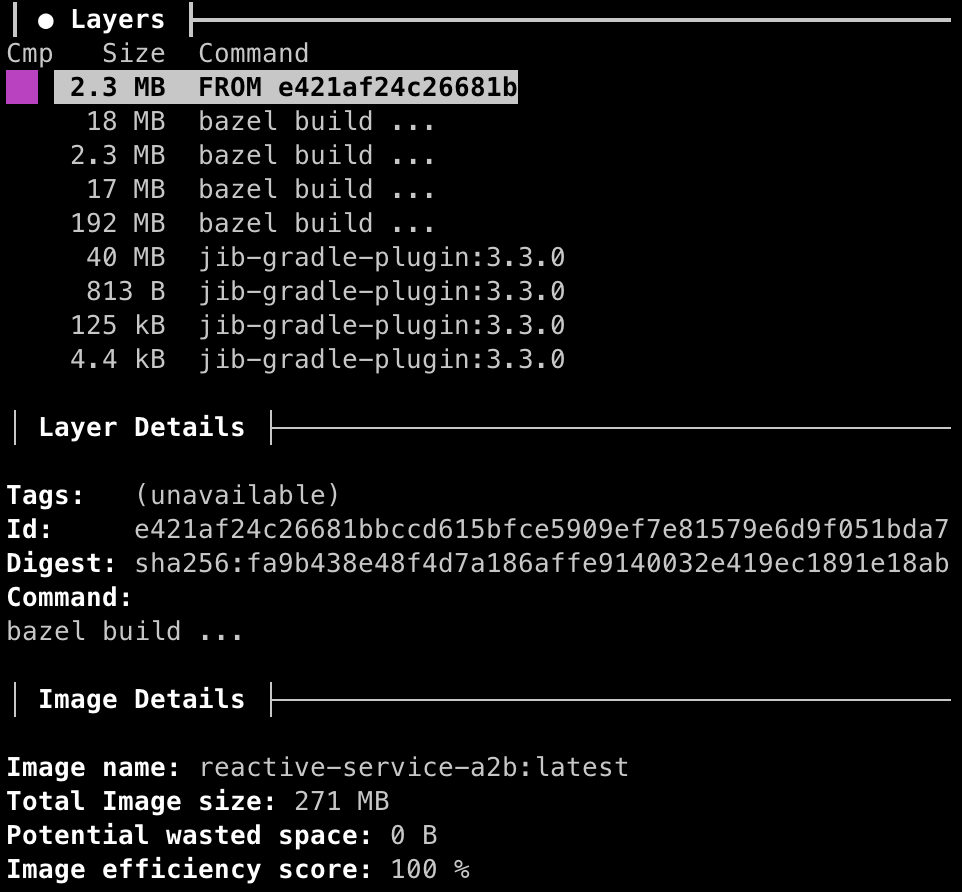 ● Layers
Cmp Size Command
2.3 MB FROM e421af24c26681b
18 MB bazel build ...
2.3 MB bazel build ...
17 MB bazel build ...
192 MB bazel build ...
40 MB jib-gradle-plugin:3.3.0
813 B jib-gradle-plugin:3.3.0
125 kB jib-gradle-plugin:3.3.0
4.4 kB jib-gradle-plugin:3.3.0
Layer Details
Tags: (unavailable)
Id: e421af24c26681bbccd615bfce5909ef7e81579e6d9f051bda7
Digest: sha256:fa9b438e48f4d7a186affe9140032e419ec1891e18ab
Command:
bazel build ...
Image Details
Image name: reactive-service-a2b:latest
Total Image size: 271 MB
Potential wasted space: 0 B
Image efficiency score: 100 %